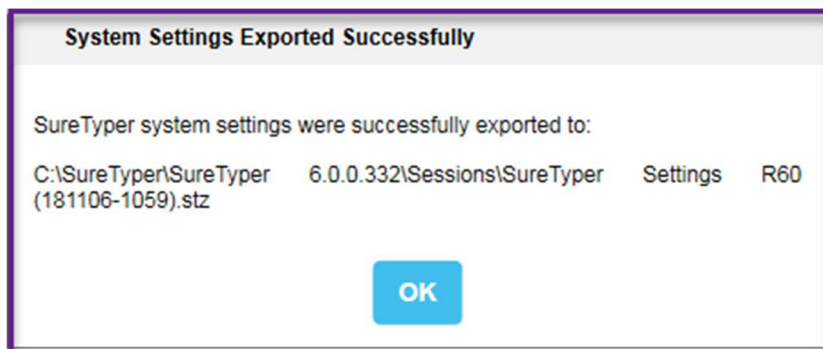 System Settings Exported Successfully
SureTyper system settings were successfully exported to:
C:\SureTyper\SureTyper 6.0.0.332\Sessions\SureTyper Settings R60
(181106-1059).stz
OK